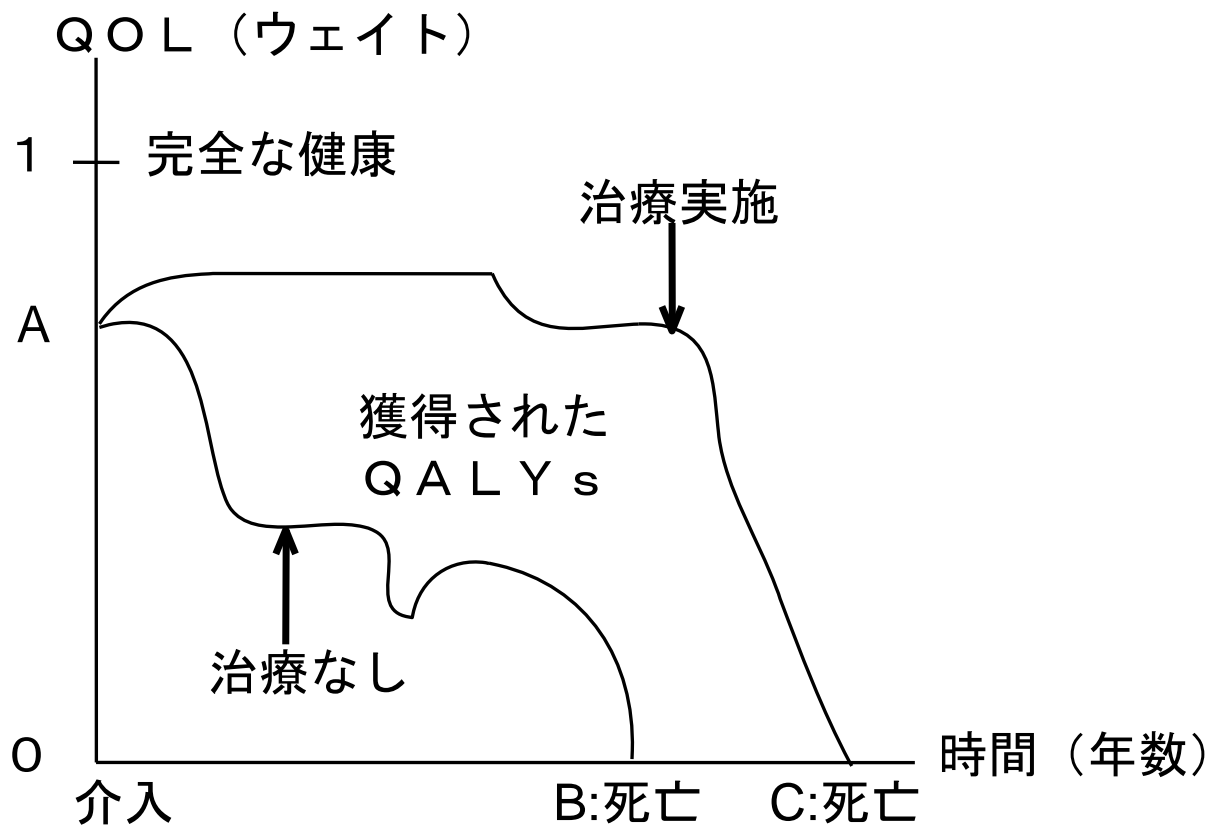 ＱＯＬ（ウェイト）
1 完全な健康
治療実施
A
獲得された
ＱＡＬＹｓ
治療なし
0
時間（年数）
介入
B:死亡
C:死亡